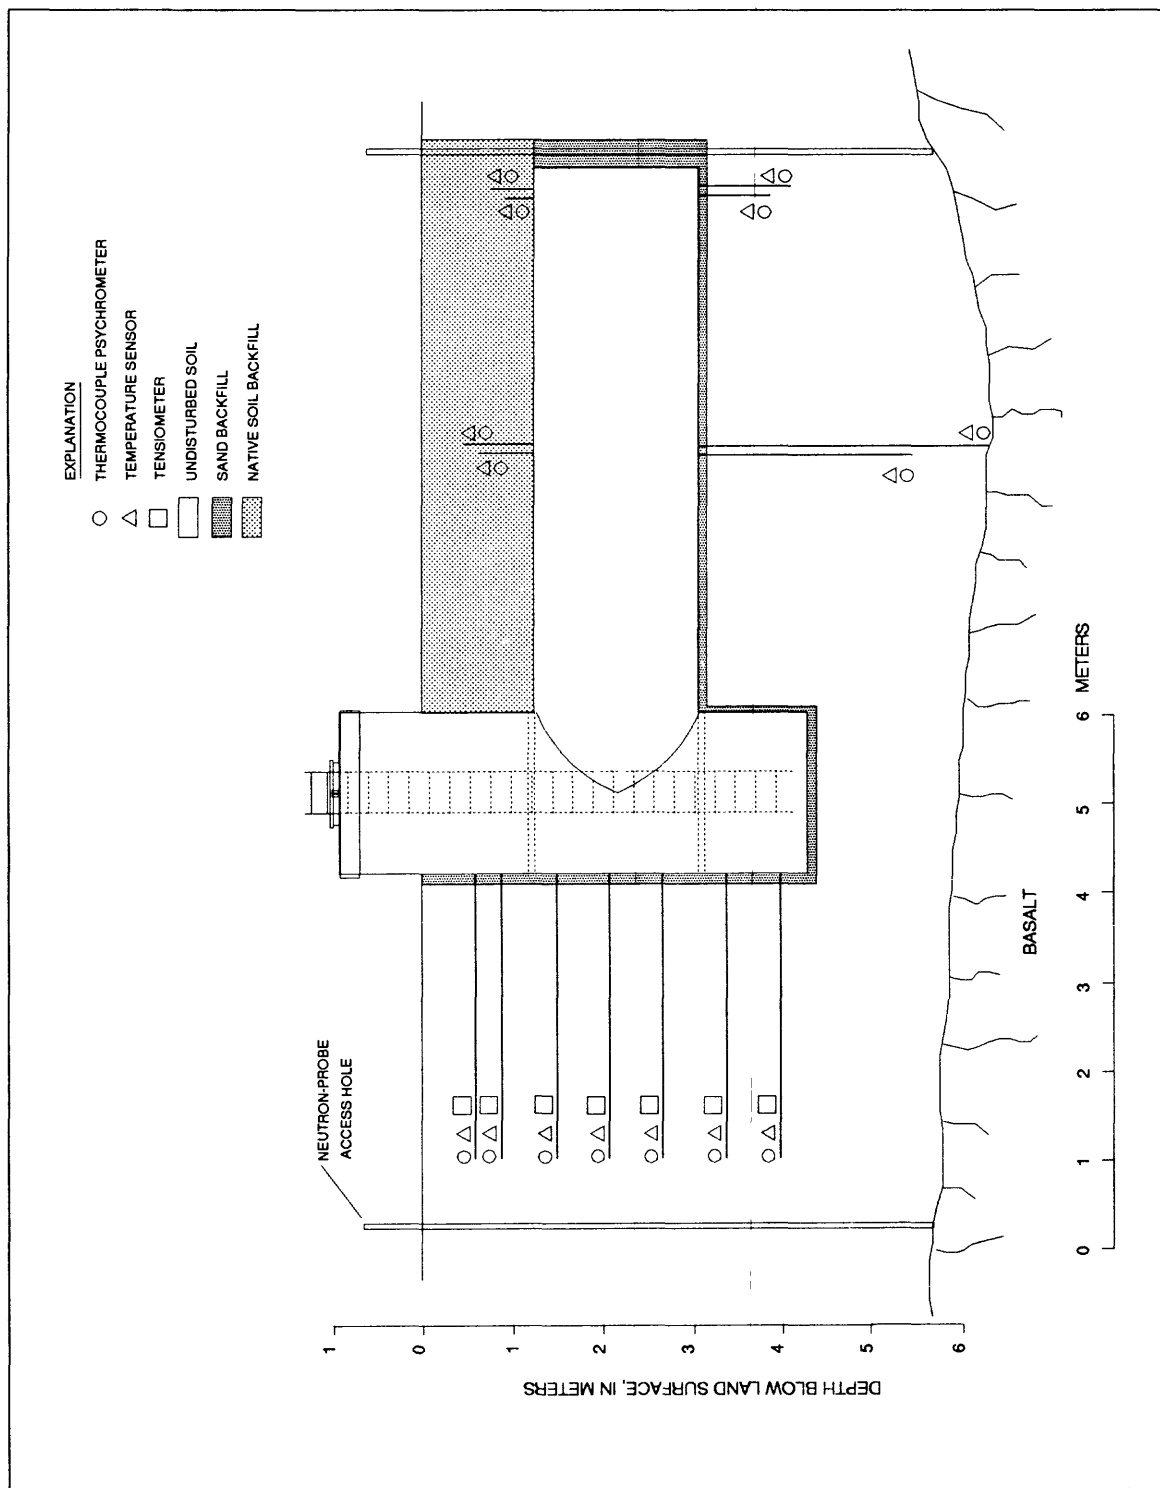 EXPLANATION
THERMOCOUPLE PSYCHROMETER
TEMPERATURE SENSOR
TENSIOMETER
UNDISTURBED SOIL
SAND BACKFILL
NATIVE SOIL BACKFILL
NEUTRON-PROBE
ACCESS HOLE
1
0
1
2
3
4
5
6
DEPTH BLOW LAND SURFACE, IN METERS
BASALT
0 1 2 3 4 5 6 METERS